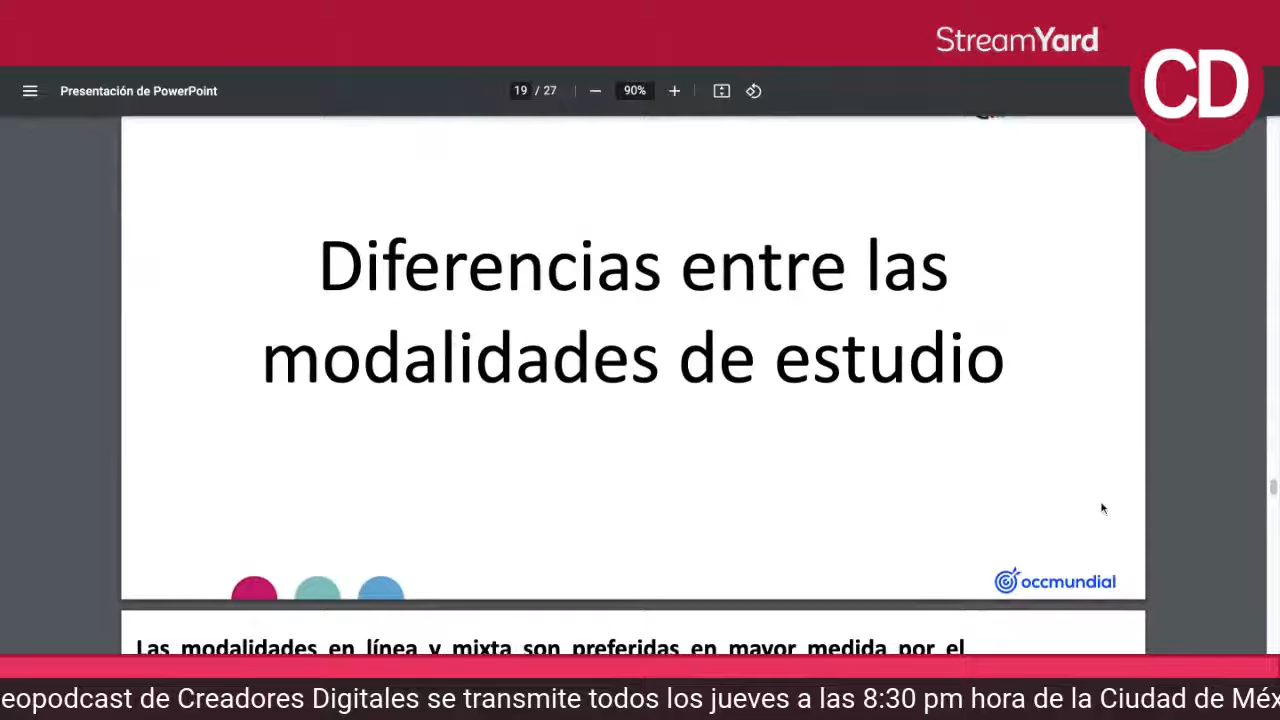 StreamYard
CD
Presentación de PowerPoint
19 / 27
90%
Diferencias entre las
modalidades de estudio
occmundial
Las modalidades en línea y mixta son preferidas en mayor medida por el
eopodcast de Creadores Digitales se transmite todos los jueves a las 8:30 pm hora de la Ciudad de Méx